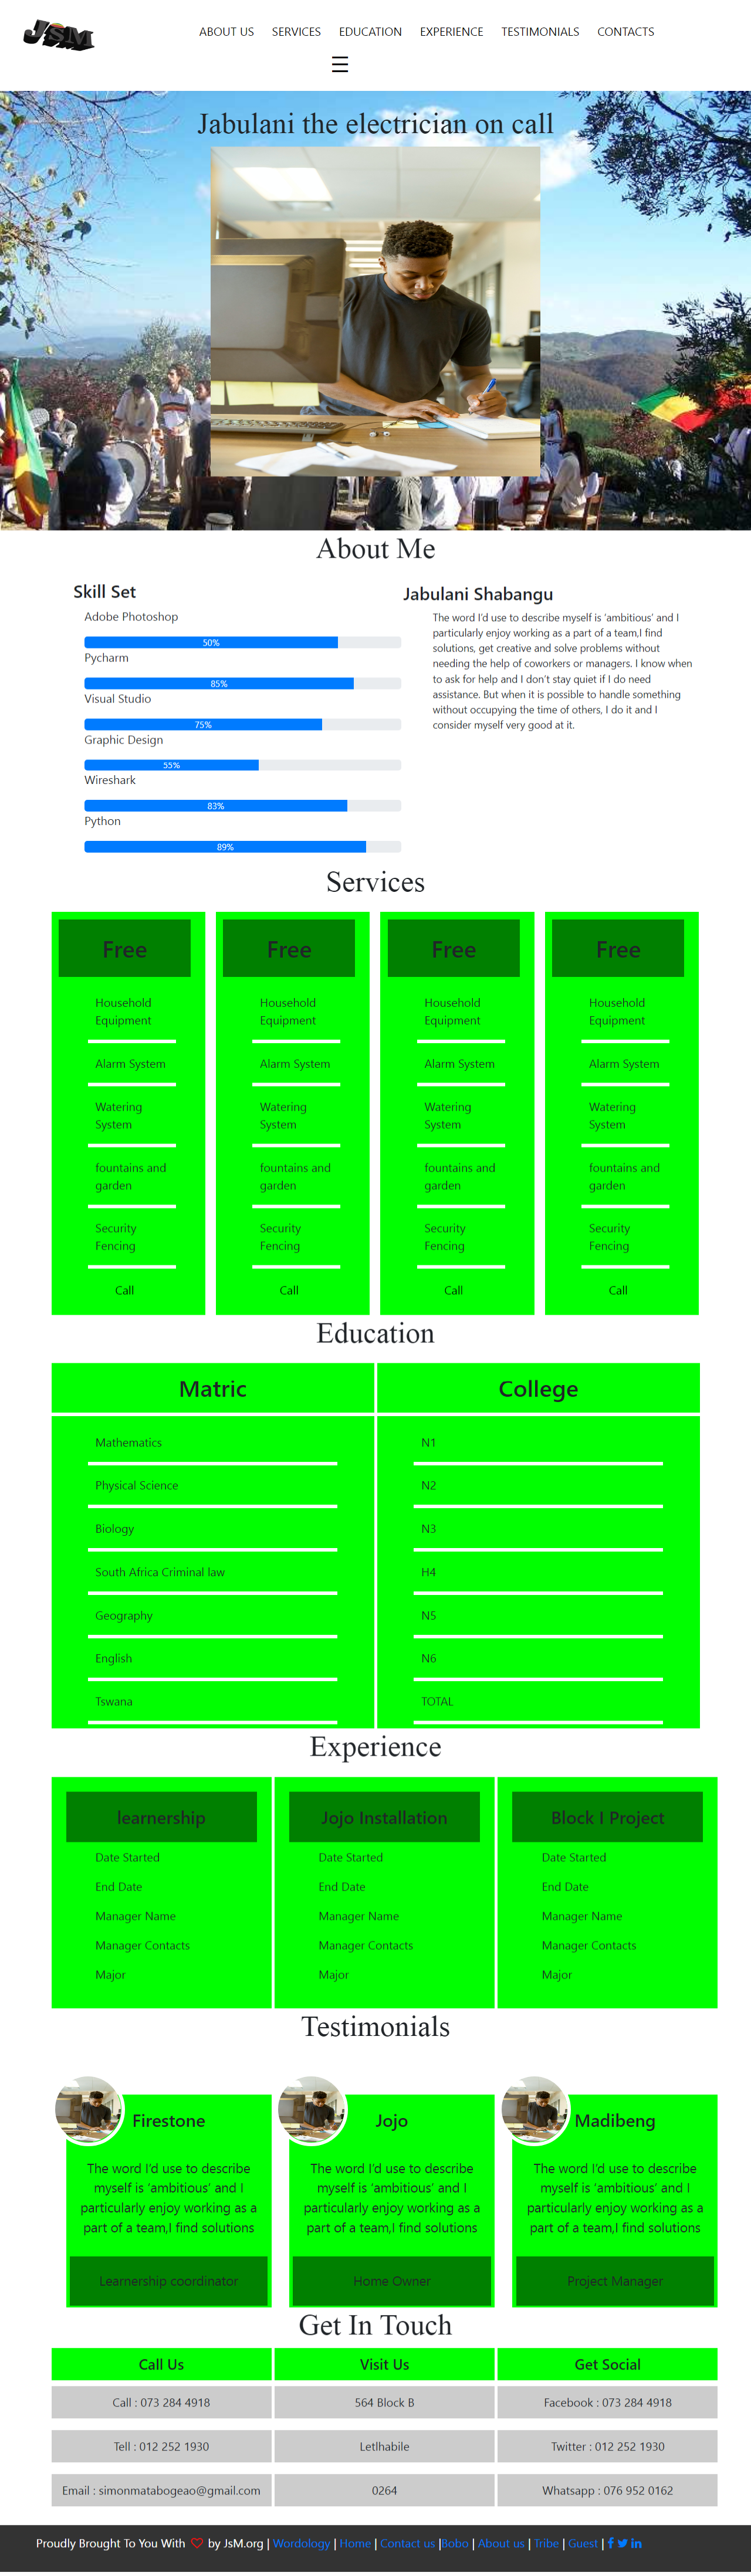 JSM
ABOUT US SERVICES EDUCATION EXPERIENCE TESTIMONIALS CONTACTS
Jabulani the electrician on call
About Me
Skill Set
Adobe Photoshop
50%
Pycharm
85%
Visual Studio
75%
Graphic Design
55%
Wireshark
83%
Python
89%
Jabulani Shabangu
The word I'd use to describe myself is ‘ambitious’ and I
particularly enjoy working as a part of a team,I find
solutions, get creative and solve problems without
needing the help of coworkers or managers. I know when
to ask for help and I don't stay quiet if I do need
assistance. But when it is possible to handle something
without occupying the time of others, I do it and I
consider myself very good at it.
Services
Free
Household
Equipment
Alarm System
Watering
System
fountains and
garden
Security
Fencing
Call
Free
Household
Equipment
Alarm System
Watering
System
fountains and
garden
Security
Fencing
Call
Free
Household
Equipment
Alarm System
Watering
System
fountains and
garden
Security
Fencing
Call
Free
Household
Equipment
Alarm System
Watering
System
fountains and
garden
Security
Fencing
Call
Education
Matric
Mathematics
Physical Science
Biology
South Africa Criminal law
Geography
English
Tswana
College
N1
N2
N3
H4
N5
N6
TOTAL
Experience
learnership
Date Started
End Date
Manager Name
Manager Contacts
Major
Jojo Installation
Date Started
End Date
Manager Name
Manager Contacts
Major
Block I Project
Date Started
End Date
Manager Name
Manager Contacts
Major
Testimonials
Firestone
The word I'd use to describe
myself is ‘ambitious’ and I
particularly enjoy working as a
part of a team,I find solutions
Learnership coordinator
Jojo
The word I'd use to describe
myself is ‘ambitious’ and I
particularly enjoy working as a
part of a team,I find solutions
Home Owner
Madibeng
The word I'd use to describe
myself is ‘ambitious’ and I
particularly enjoy working as a
part of a team,I find solutions
Project Manager
Get In Touch
Call Us
Call : 073 284 4918
Tell : 012 252 1930
Email : simonmatabogeao@gmail.com
Visit Us
564 Block B
Letlhabile
0264
Get Social
Facebook : 073 284 4918
Twitter : 012 252 1930
Whatsapp : 076 952 0162
Proudly Brought To You With by JsM.org | Wordology | Home | Contact us |Bobo | About us | Tribe | Guest |